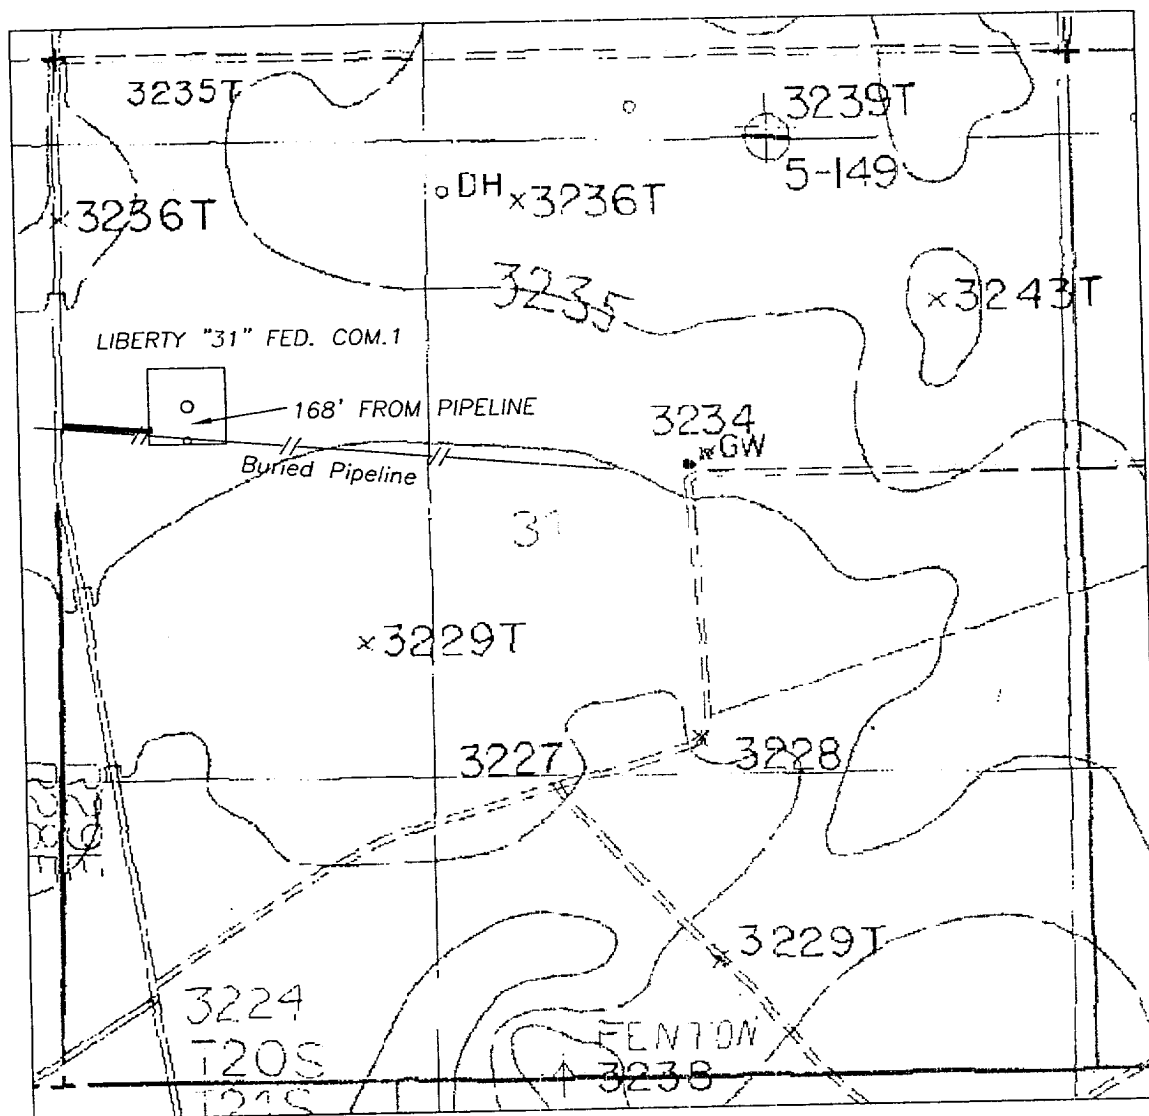 3235T
3239T
5-149
DH
3236T
3236T
3235
3243T
LIBERTY "31" FED. COM.1
168' FROM PIPELINE
3234
GW
Buried Pipeline
31
3229T
3227
3228
3229T
3224
FENTON
T20S
3238
T21S